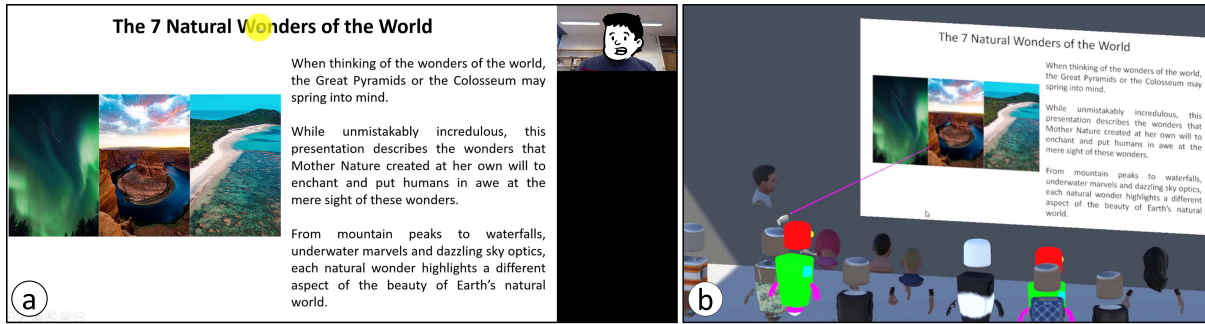 The 7 Natural Wonders of the World
When thinking of the wonders of the world,
the Great Pyramids or the Colosseum may
spring into mind.
While unmistakably incredulous, this
presentation describes the wonders that
Mother Nature created at her own will to
enchant and put humans in awe at the
mere sight of these wonders.
From mountain peaks to waterfalls,
underwater marvels and dazzling sky optics,
each natural wonder highlights a different
aspect of the beauty of Earth's natural
world.
a
The 7 Natural Wonders of the World
When thinking of the wonders of the world,
the Great Pyramids or the Colosseum may
spring into mind.
While unmistakably incredulous, this
presentation describes the wonders that
Mother Nature created at her own will to
enchant and put humans in awe at the
mere sight of these wonders.
From mountain peaks to waterfalls,
underwater marvels and dazzling sky optics,
each natural wonder highlights a different
aspect of the beauty of Earth's natural
world.
b